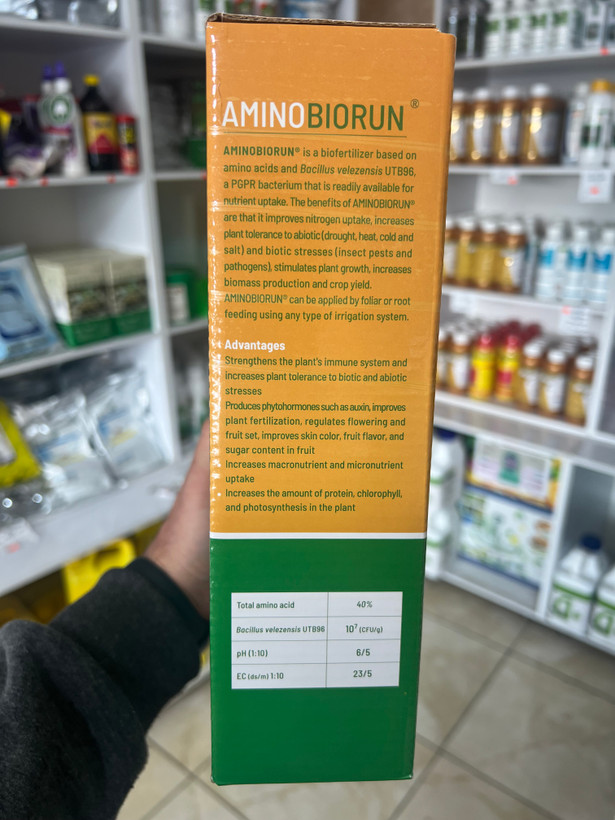 AMINOBIORUN ®
AMINOBIORUN® is a biofertilizer based on
amino acids and Bacillus velezensis UTB96,
a PGPR bacterium that is readily available for
nutrient uptake. The benefits of AMINOBIORUN®
are that it improves nitrogen uptake, increases
plant tolerance to abiotic (drought, heat, cold and
salt) and biotic stresses (insect pests and
pathogens), stimulates plant growth, increases
biomass production and crop yield.
AMINOBIORUN® can be applied by foliar or root
feeding using any type of irrigation system.
Advantages
Strengthens the plant's immune system and
increases plant tolerance to biotic and abiotic
stresses
Produces phytohormones such as auxin, improves
plant fertilization, regulates flowering and
fruit set, improves skin color, fruit flavor, and
sugar content in fruit
Increases macronutrient and micronutrient
uptake
Increases the amount of protein, chlorophyll,
and photosynthesis in the plant
Total amino acid 40%
Bacillus velezensis UTB96 10⁷ (CFU/g)
pH (1:10) 6/5
EC (ds/m) 1:10 23/5